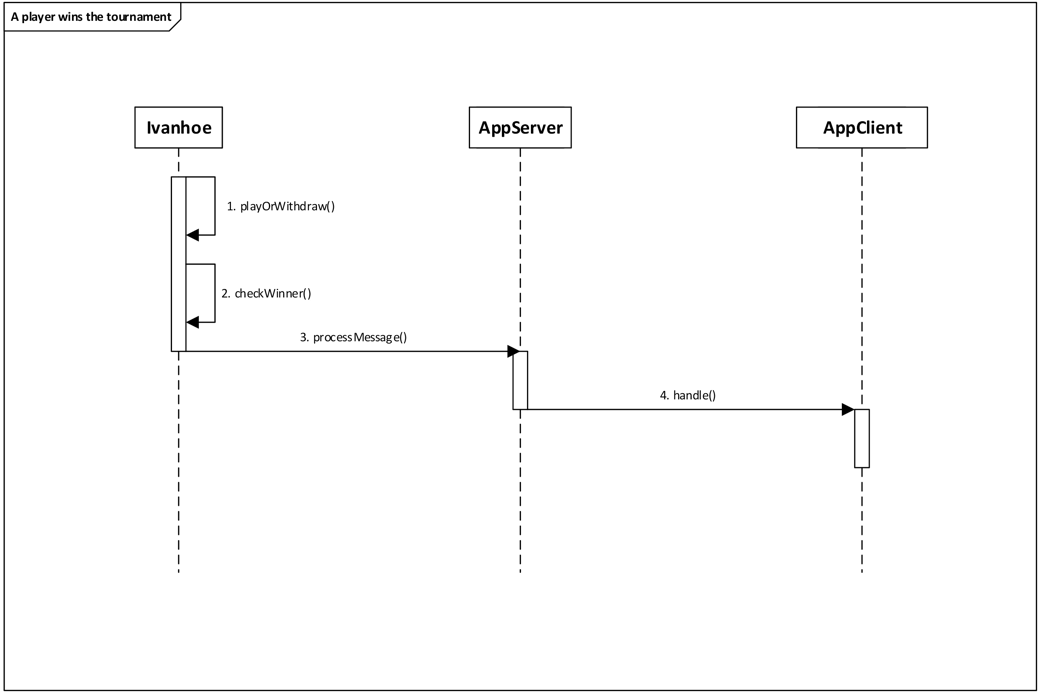 A player wins the tournament
Ivanhoe
AppServer
AppClient
1. playOrWithdraw()
2. checkWinner()
3. processMessage()
4. handle()